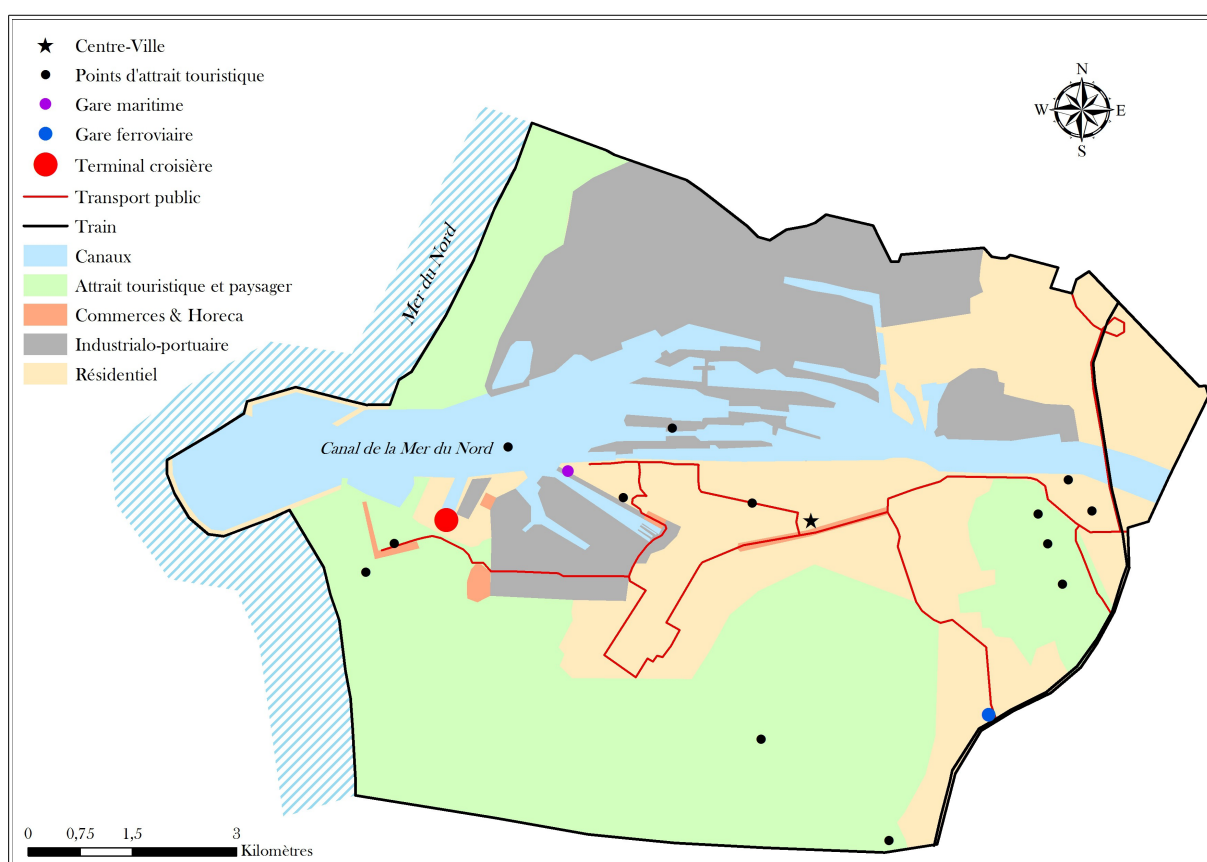 Centre-Ville
Points d'attrait touristique
Gare maritime
Gare ferroviaire
Terminal croisière
Transport public
Train
Canaux
Attrait touristique et paysager
Commerces & Horeca
Industrialo-portuaire
Résidentiel
N
W E
S
Mer du Nord
Canal de la Mer du Nord
0 0,75 1,5 3
Kilomètres